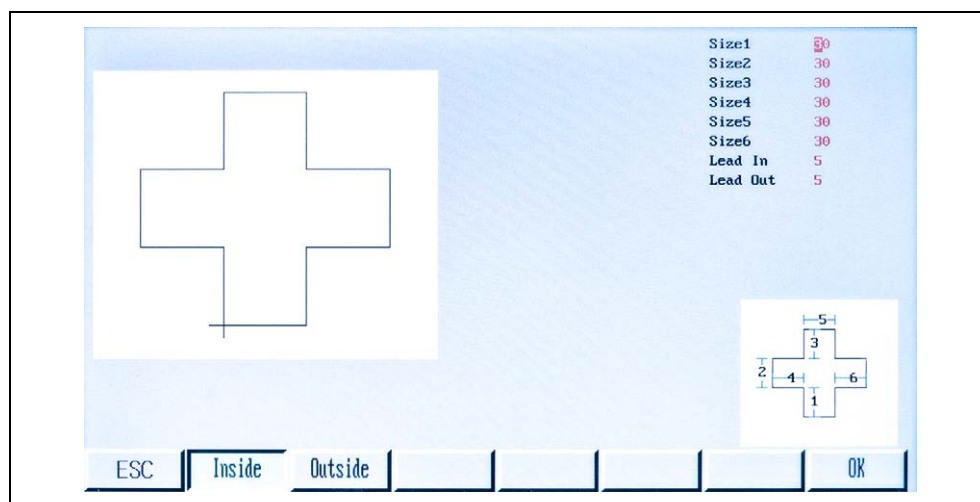 Size1 30
Size2 30
Size3 30
Size4 30
Size5 30
Size6 30
Lead In 5
Lead Out 5
5
3
2
4
6
1
ESC Inside Outside OK